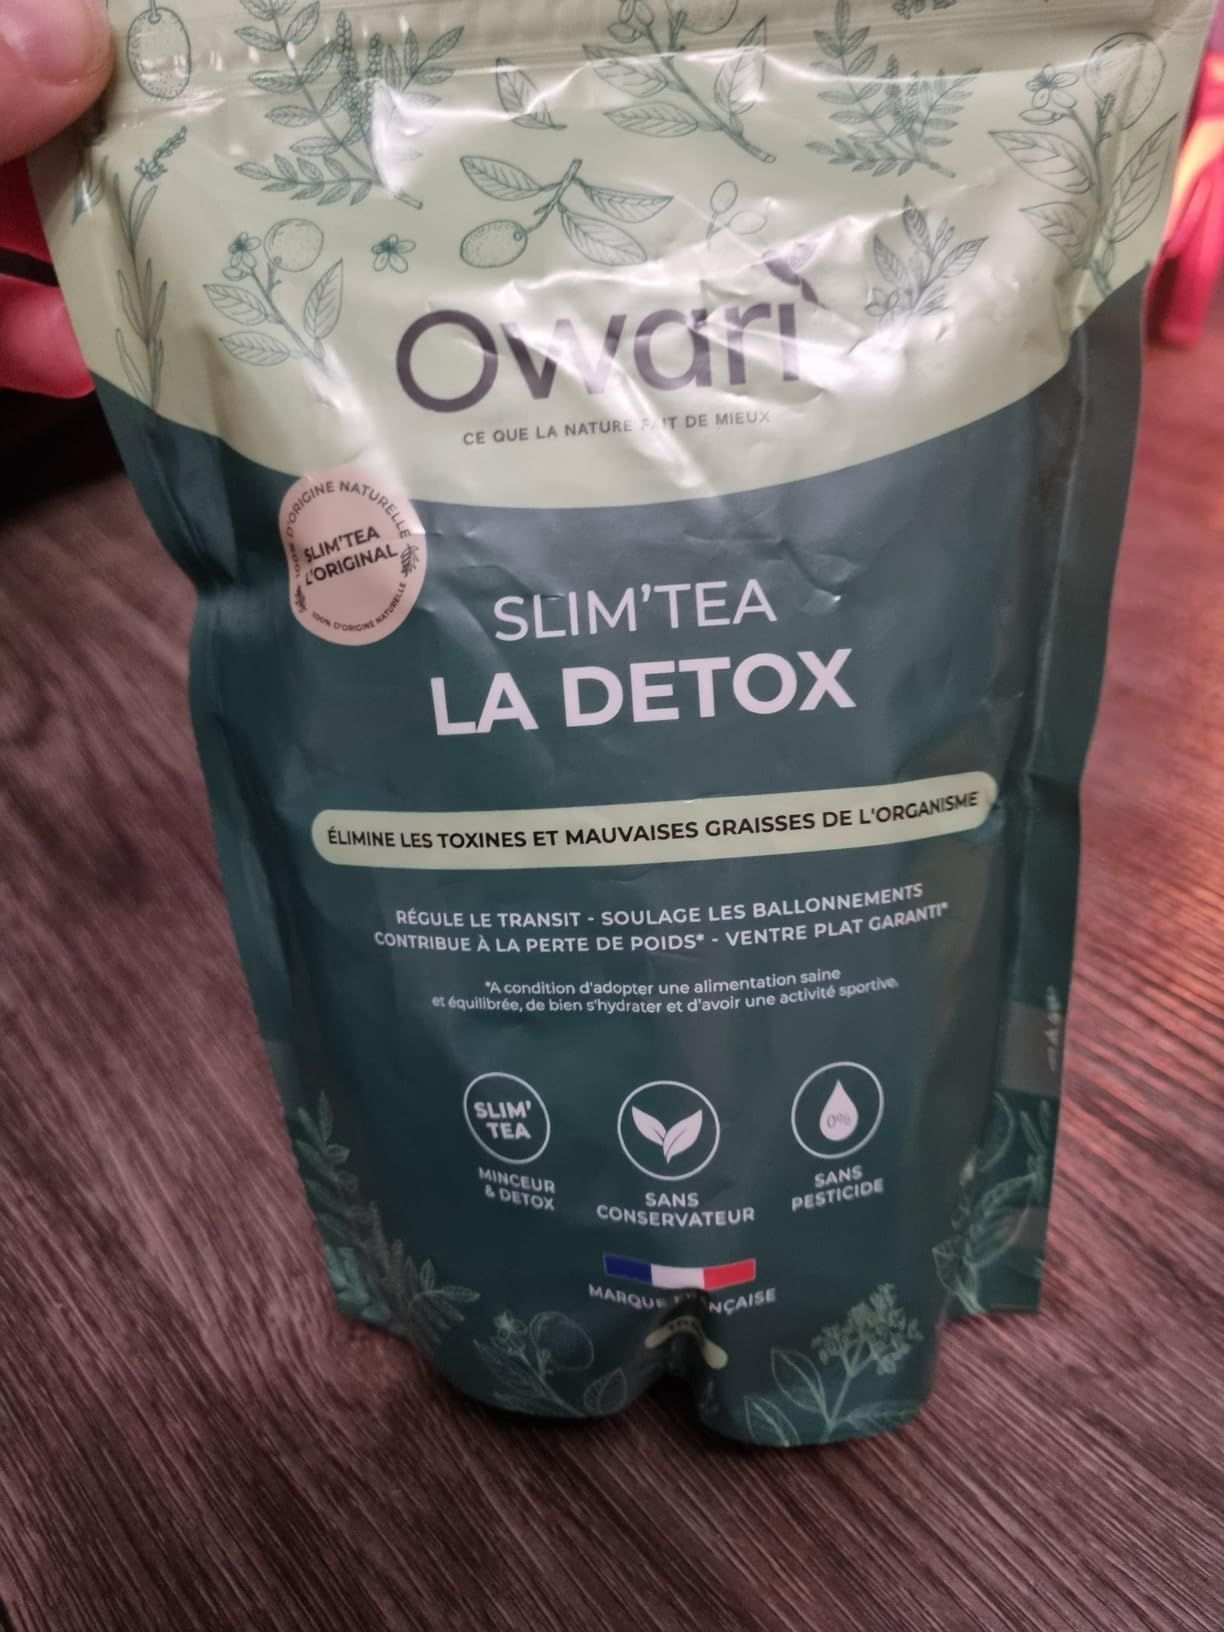 Owari
CE QUE LA NATURE FAIT DE MIEUX
100% D'ORIGINE NATURELLE
SLIM'TEA
L'ORIGINAL
100% D'ORIGINE NATURELLE
SLIM'TEA
LA DETOX
ÉLIMINE LES TOXINES ET MAUVAISES GRAISSES DE L'ORGANISME
RÉGULE LE TRANSIT - SOULAGE LES BALLONNEMENTS
CONTRIBUE À LA PERTE DE POIDS* - VENTRE PLAT GARANTI*
*A condition d'adopter une alimentation saine
et équilibrée, de bien s'hydrater et d'avoir une activité sportive.
SLIM'
TEA
MINCEUR
& DETOX
SANS
CONSERVATEUR
0%
SANS
PESTICIDE
MARQUE FRANÇAISE